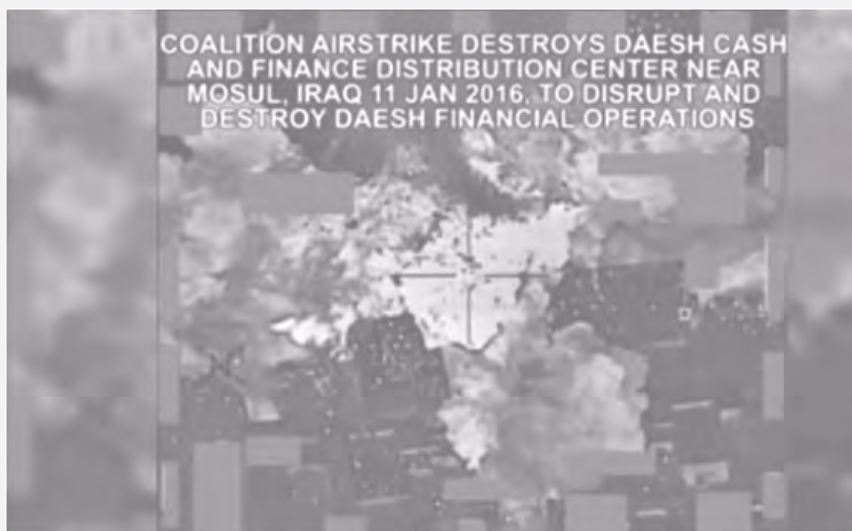 COALITION AIRSTRIKE DESTROYS DAESH CASH
AND FINANCE DISTRIBUTION CENTER NEAR
MOSUL, IRAQ 11 JAN 2016, TO DISRUPT AND
DESTROY DAESH FINANCIAL OPERATIONS